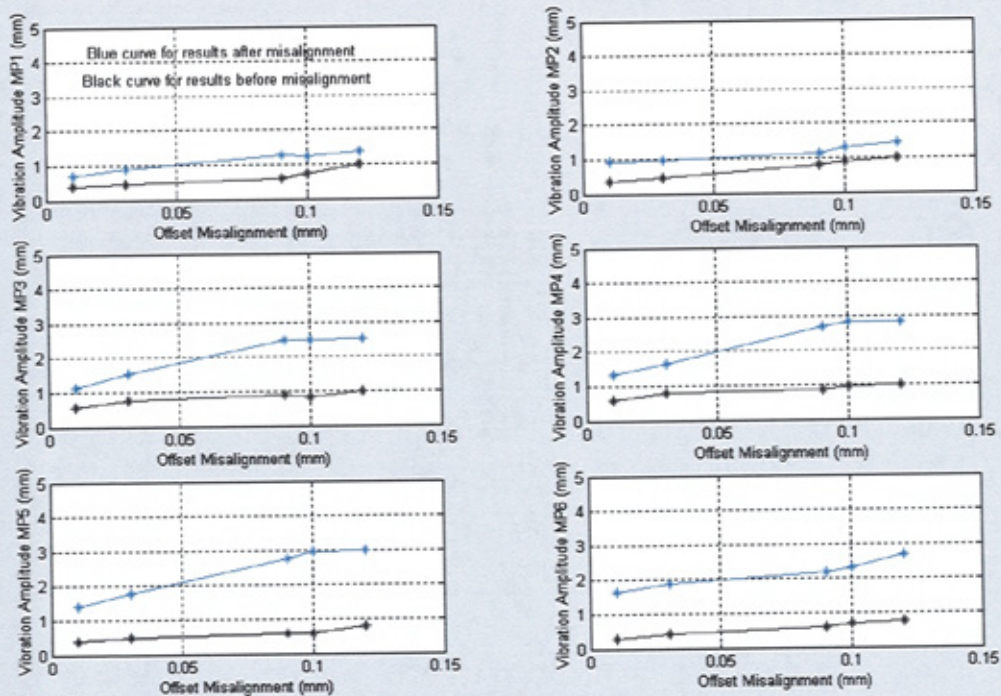 Vibration Amplitude MP1 (mm)
5
4
3
2
1
0
Blue curve for results after misalignment
Black curve for results before misalignment
0 0.05 0.1 0.15
Offset Misalignment (mm)
Vibration Amplitude MP2 (mm)
5
4
3
2
1
0
0 0.05 0.1 0.15
Offset Misalignment (mm)
Vibration Amplitude MP3 (mm)
5
4
3
2
1
0
0 0.05 0.1 0.15
Offset Misalignment (mm)
Vibration Amplitude MP4 (mm)
5
4
3
2
1
0
0 0.05 0.1 0.15
Offset Misalignment (mm)
Vibration Amplitude MP5 (mm)
5
4
3
2
1
0
0 0.05 0.1 0.15
Offset Misalignment (mm)
Vibration Amplitude MP6 (mm)
5
4
3
2
1
0
0 0.05 0.1 0.15
Offset Misalignment (mm)